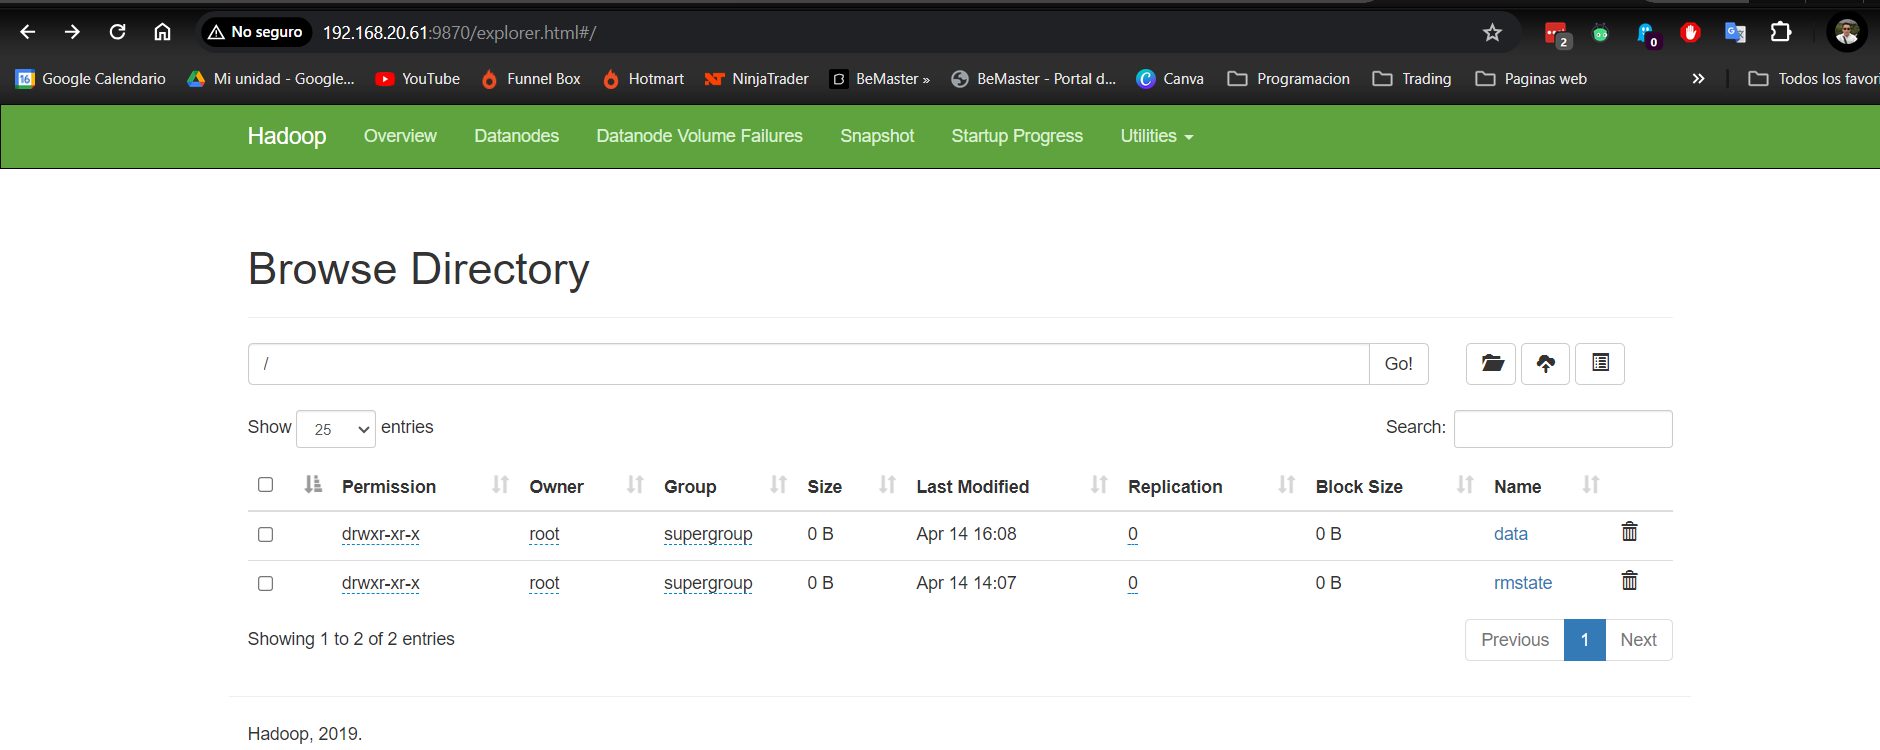 No seguro 192.168.20.61:9870/explorer.html#/ 2 0
16 Google Calendario Mi unidad - Google... YouTube Funnel Box Hotmart NinjaTrader BeMaster » BeMaster - Portal d... Canva Programacion Trading Paginas web » Todos los favori
Hadoop Overview Datanodes Datanode Volume Failures Snapshot Startup Progress Utilities
Browse Directory
/ Go!
Show 25 entries Search:
Permission Owner Group Size Last Modified Replication Block Size Name
drwxr-xr-x root supergroup 0 B Apr 14 16:08 0 0 B data
drwxr-xr-x root supergroup 0 B Apr 14 14:07 0 0 B rmstate
Showing 1 to 2 of 2 entries Previous 1 Next
Hadoop, 2019.